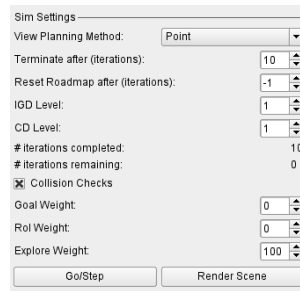 Sim Settings
View Planning Method: Point
Terminate after (iterations): 10
Reset Roadmap after (iterations): -1
IGD Level: 1
CD Level: 1
# iterations completed: 10
# iterations remaining: 0
Collision Checks
Goal Weight: 0
RoI Weight: 0
Explore Weight: 100
Go/Step Render Scene